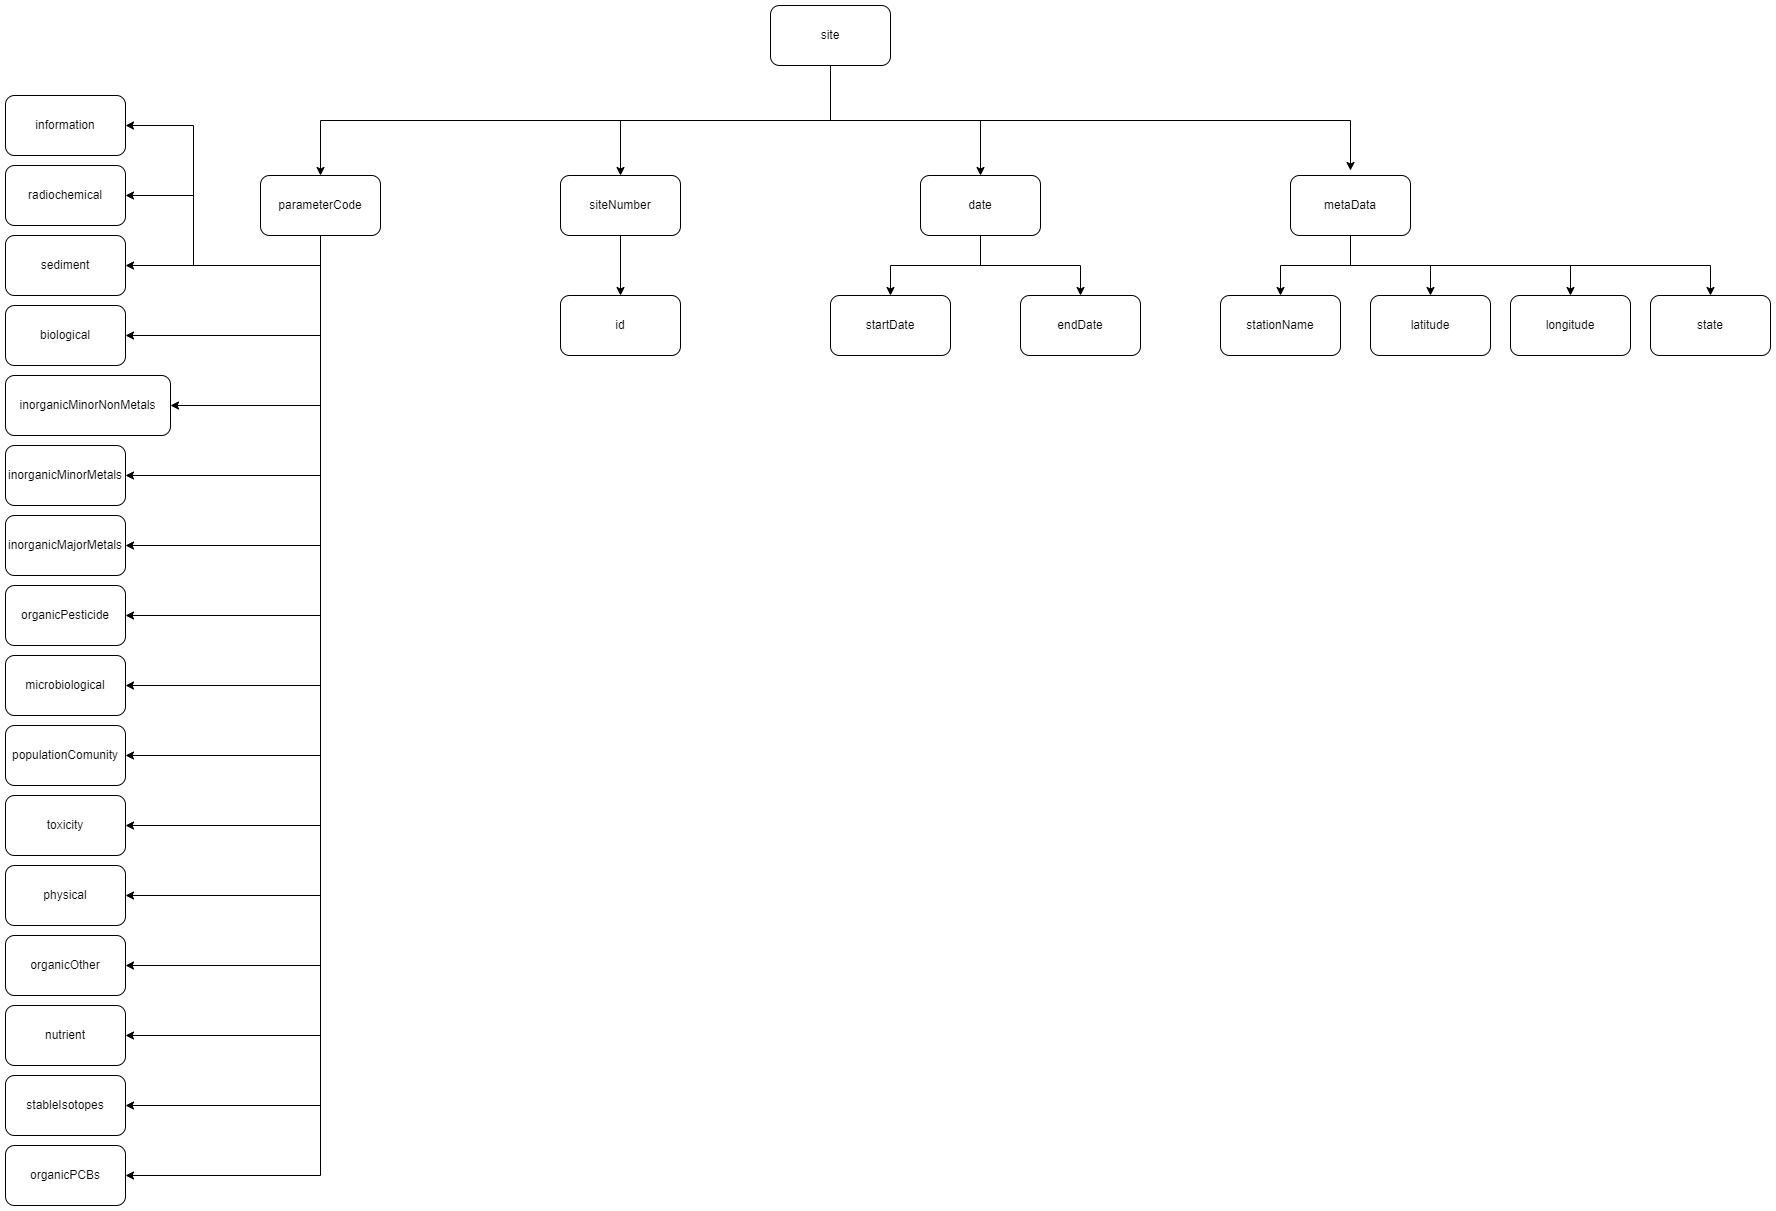 site
information
radiochemical
parameterCode
siteNumber
date
metaData
sediment
biological
id
startDate
endDate
stationName
latitude
longitude
state
inorganicMinorNonMetals
inorganicMinorMetals
inorganicMajorMetals
organicPesticide
microbiological
populationComunity
toxicity
physical
organicOther
nutrient
stableIsotopes
organicPCBs